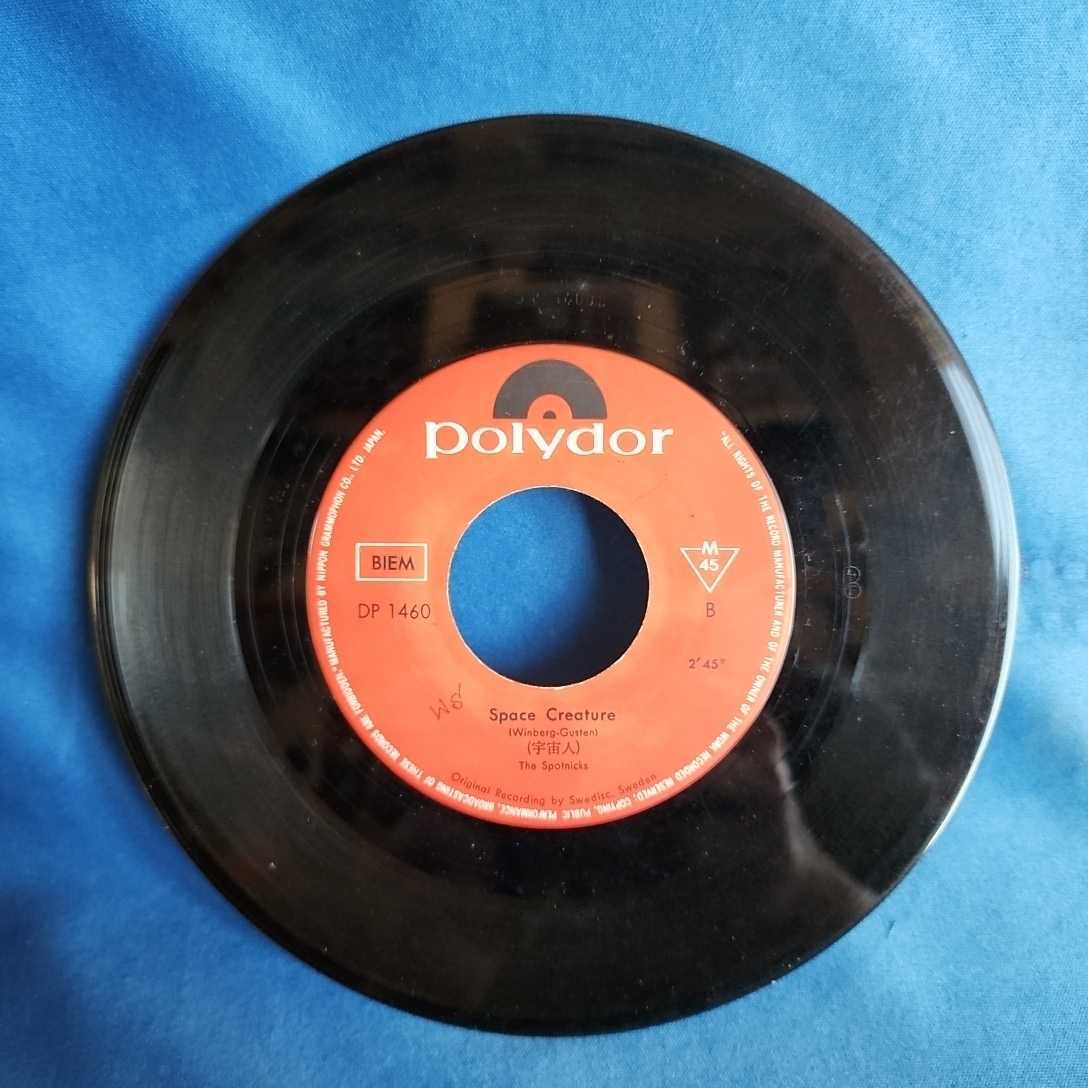 polydor
BIEM
DP 1460
M
45
B
2'45"
Space Creature
(Winberg-Gusten)
(宇宙人)
The Spotnicks
Original Recording by Swedisc, Sweden
"ALL RIGHTS OF THE RECORD MANUFACTURER AND OF THE OWNER OF THE WORK RECORDED RESERVED. COPYING, PUBLIC PERFORMANCE, BROADCASTING OF THESE RECORDS ARE FORBIDDEN." MANUFACTURED BY NIPPON GRAMMOPHON CO., LTD. JAPAN.